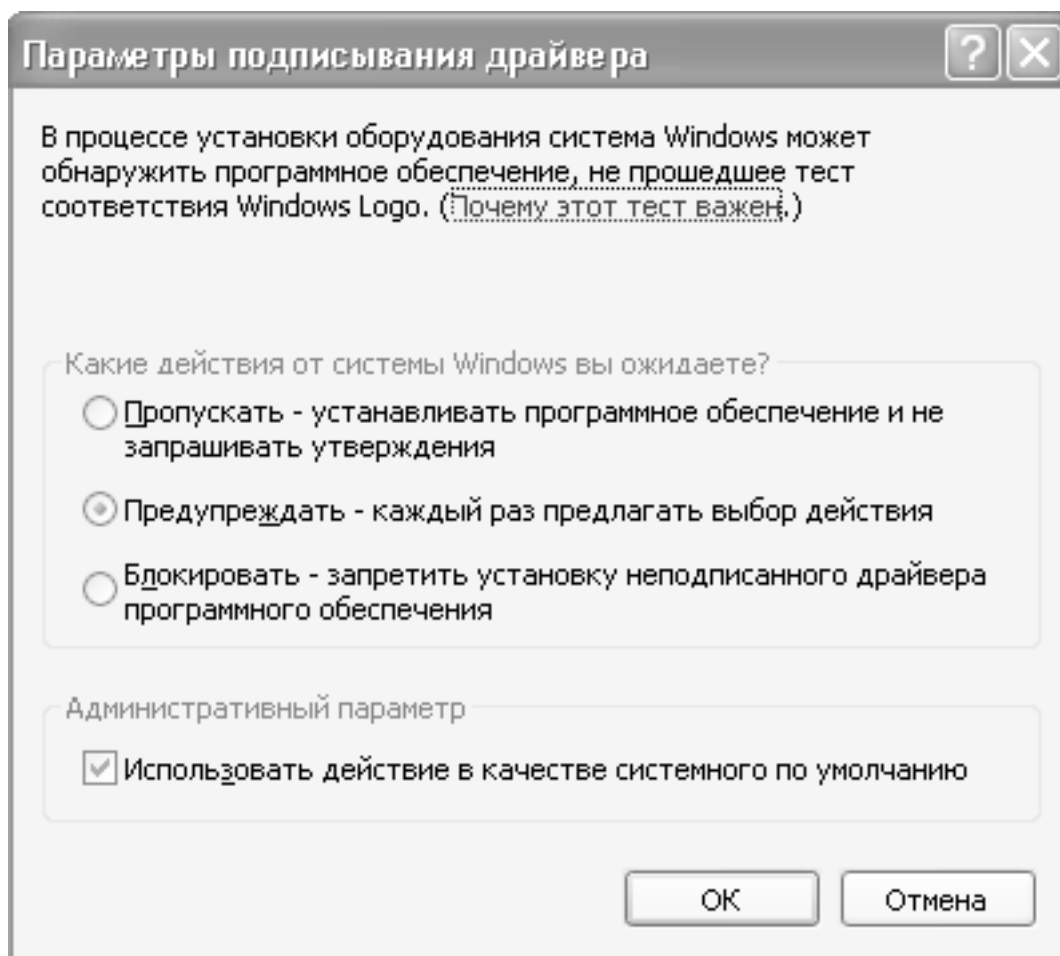 Параметры подписывания драйвера
В процессе установки оборудования система Windows может
обнаружить программное обеспечение, не прошедшее тест
соответствия Windows Logo. (Почему этот тест важен.)
Какие действия от системы Windows вы ожидаете?
Пропускать - устанавливать программное обеспечение и не
запрашивать утверждения
Предупреждать - каждый раз предлагать выбор действия
Блокировать - запретить установку неподписанного драйвера
программного обеспечения
Административный параметр
Использовать действие в качестве системного по умолчанию
ОК
Отмена